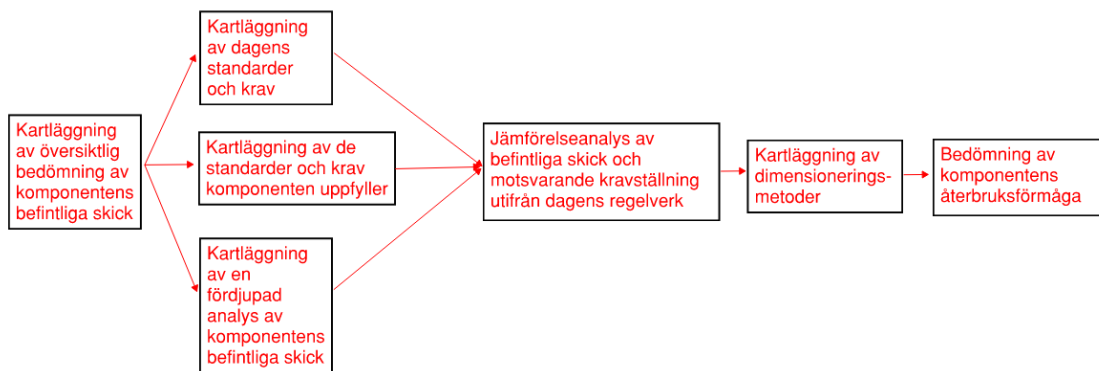 Kartläggning
av översiktlig
bedömning av
komponentens
befintliga skick
Kartläggning
av dagens
standarder
och krav
Kartläggning av de
standarder och krav
komponenten uppfyller
Kartläggning
av en
fördjupad
analys av
komponentens
befintliga skick
Jämförelseanalys av
befintliga skick och
motsvarande kravställning
utifrån dagens regelverk
Kartläggning av
dimensionerings-
metoder
Bedömning av
komponentens
återbruksförmåga